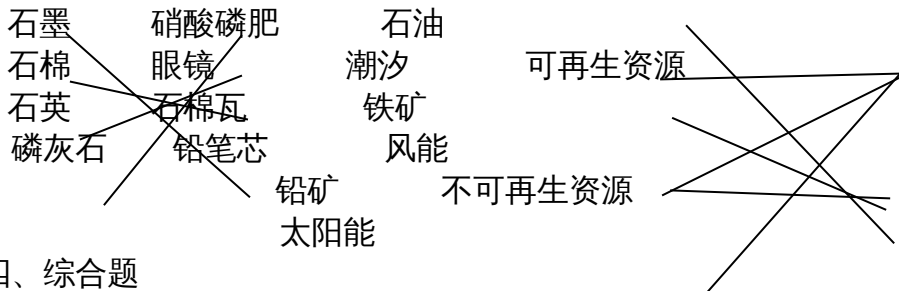 石墨 硝酸磷肥 石油
石棉 眼镜 潮汐 可再生资源
石英 石棉瓦 铁矿
磷灰石 铅笔芯 风能
铅矿 不可再生资源
太阳能
四、综合题